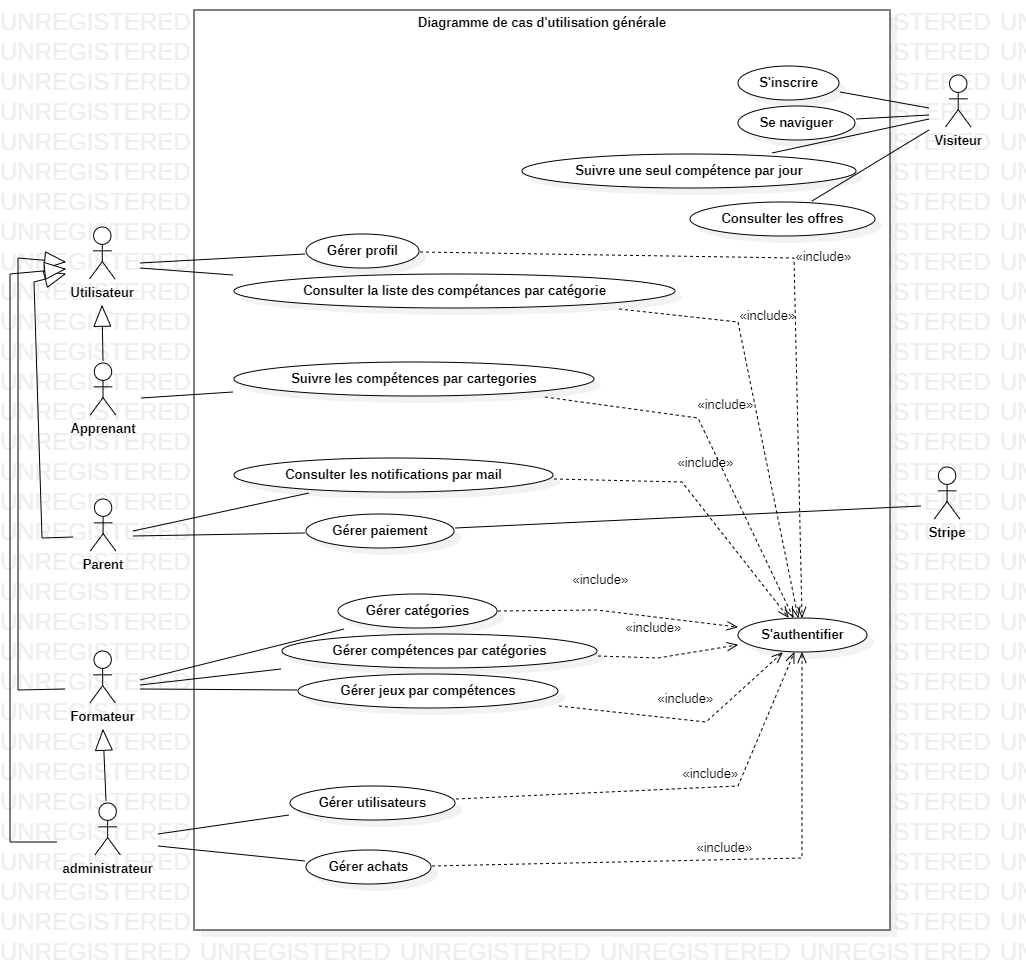 Diagramme de cas d'utilisation générale
S'inscrire
Se naviguer
Visiteur
Suivre une seul compétence par jour
Consulter les offres
Gérer profil
«include»
Utilisateur
Consulter la liste des compétances par catégorie
«include»
Suivre les compétences par cartegories
«include»
Apprenant
Consulter les notifications par mail
«include»
Gérer paiement
Stripe
Parent
«include»
Gérer catégories
«include»
S'authentifier
Gérer compétences par catégories
Gérer jeux par compétences
«include»
Formateur
«include»
Gérer utilisateurs
«include»
Gérer achats
administrateur
UNREGISTERED UNREGISTERED UNREGISTERED UNREGISTERED UNREGISTERED